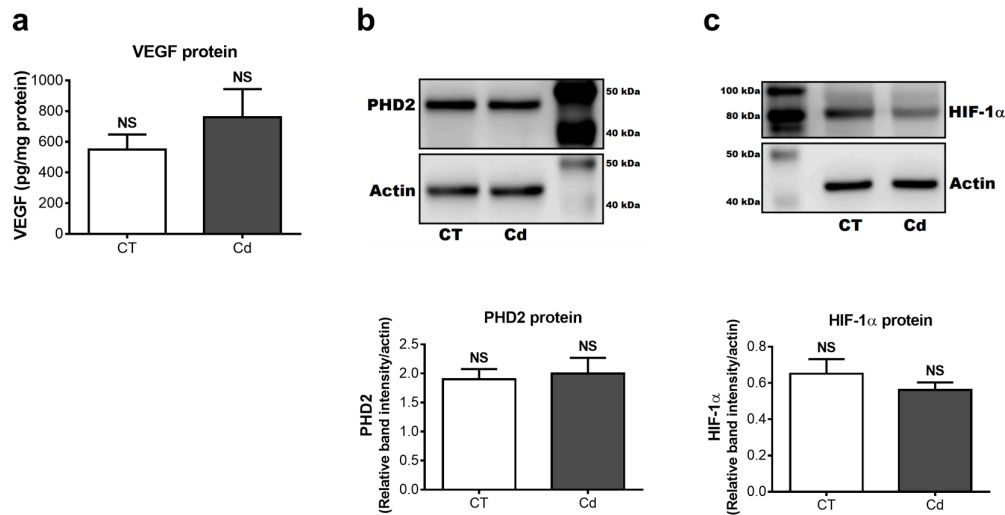 a
VEGF protein
VEGF (pg/mg protein)
1000
800
600
400
200
0
NS
NS
CT
Cd
b
PHD2
50 kDa
40 kDa
Actin
50 kDa
40 kDa
CT
Cd
PHD2 protein
PHD2
(Relative band intensity/actin)
2.5
2.0
1.5
1.0
0.5
0.0
NS
NS
CT
Cd
c
100 kDa
80 kDa
HIF-1α
50 kDa
40 kDa
Actin
CT
Cd
HIF-1α protein
HIF-1α
(Relative band intensity/actin)
0.8
0.6
0.4
0.2
0.0
NS
NS
CT
Cd